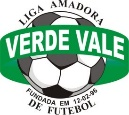 LIGA AMADORA
VERDE VALE
FUNDADA EM 12-02-96
DE FUTEBOL